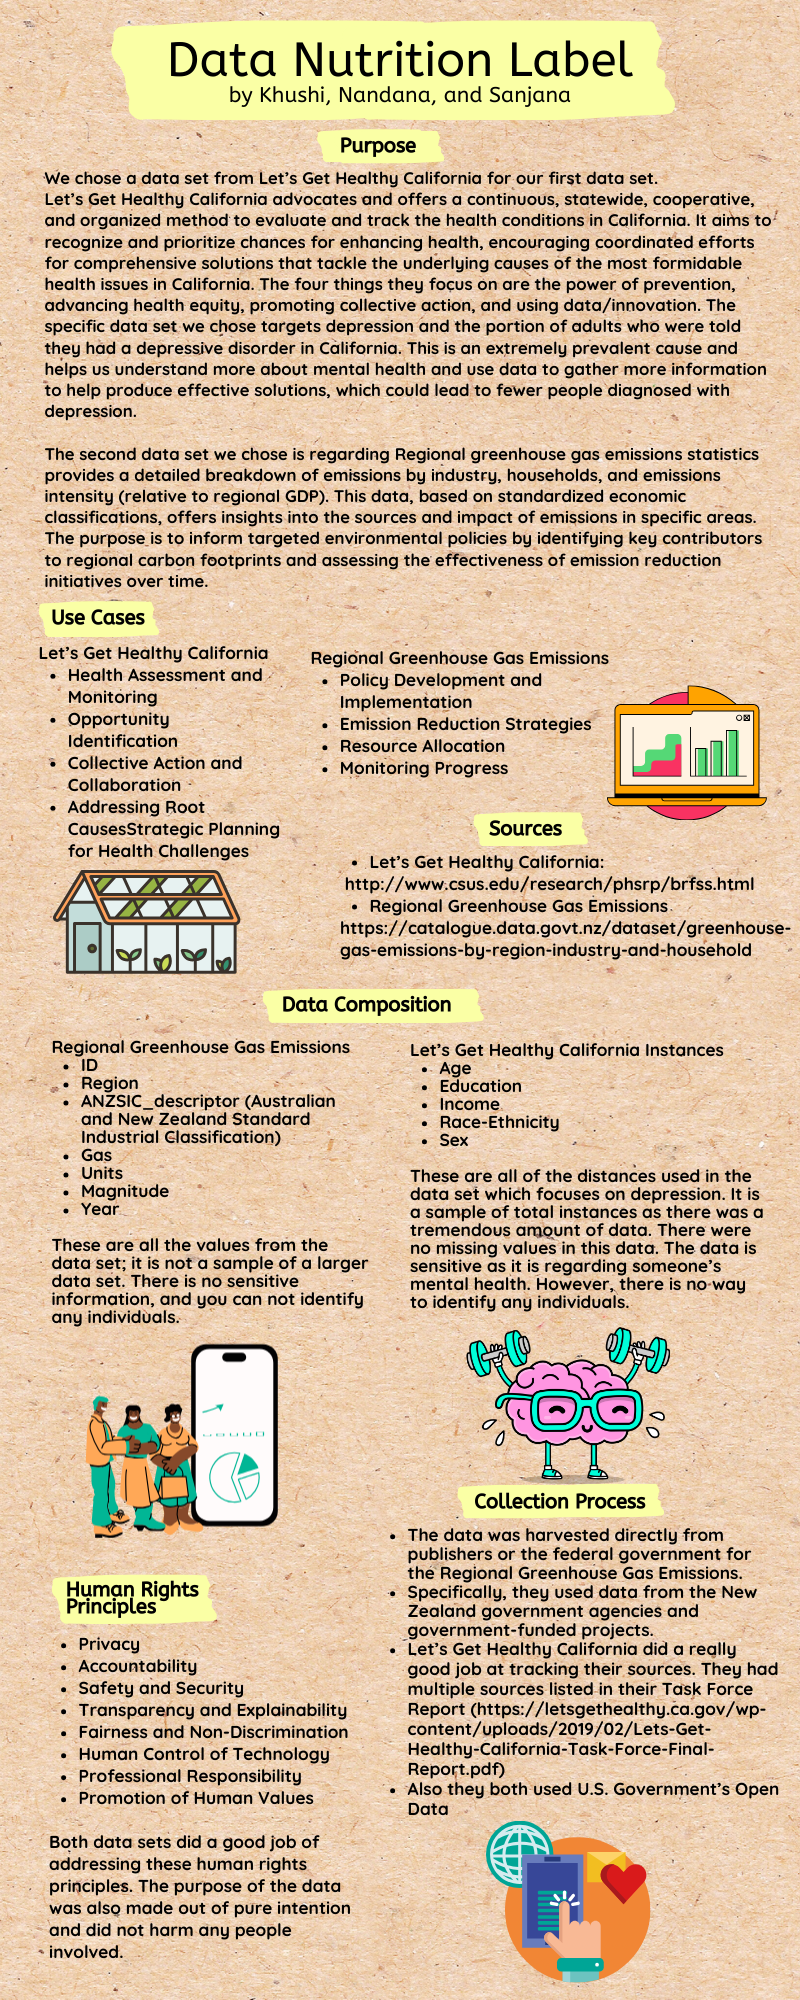 Data Nutrition Label
by Khushi, Nandana, and Sanjana
Purpose
We chose a data set from Let's Get Healthy California for our first data set.
Let's Get Healthy California advocates and offers a continuous, statewide, cooperative,
and organized method to evaluate and track the health conditions in California. It aims to
recognize and prioritize chances for enhancing health, encouraging coordinated efforts
for comprehensive solutions that tackle the underlying causes of the most formidable
health issues in California. The four things they focus on are the power of prevention,
advancing health equity, promoting collective action, and using data/innovation. The
specific data set we chose targets depression and the portion of adults who were told
they had a depressive disorder in California. This is an extremely prevalent cause and
helps us understand more about mental health and use data to gather more information
to help produce effective solutions, which could lead to fewer people diagnosed with
depression.
The second data set we chose is regarding Regional greenhouse gas emissions statistics
provides a detailed breakdown of emissions by industry, households, and emissions
intensity (relative to regional GDP). This data, based on standardized economic
classifications, offers insights into the sources and impact of emissions in specific areas.
The purpose is to inform targeted environmental policies by identifying key contributors
to regional carbon footprints and assessing the effectiveness of emission reduction
initiatives over time.
Use Cases
Let's Get Healthy California
• Health Assessment and
Monitoring
• Opportunity
Identification
• Collective Action and
Collaboration
• Addressing Root
CausesStrategic Planning
for Health Challenges
Regional Greenhouse Gas Emissions
• Policy Development and
Implementation
• Emission Reduction Strategies
• Resource Allocation
• Monitoring Progress
Sources
• Let's Get Healthy California:
http://www.csus.edu/research/phsrp/brfss.html
• Regional Greenhouse Gas Emissions
https://catalogue.data.govt.nz/dataset/greenhouse-
gas-emissions-by-region-industry-and-household
Data Composition
Regional Greenhouse Gas Emissions
• ID
• Region
• ANZSIC_descriptor (Australian
and New Zealand Standard
Industrial Classification)
• Gas
• Units
• Magnitude
• Year
These are all the values from the
data set; it is not a sample of a larger
data set. There is no sensitive
information, and you can not identify
any individuals.
Let's Get Healthy California Instances
• Age
• Education
• Income
• Race-Ethnicity
• Sex
These are all of the distances used in the
data set which focuses on depression. It is
a sample of total instances as there was a
tremendous amount of data. There were
no missing values in this data. The data is
sensitive as it is regarding someone's
mental health. However, there is no way
to identify any individuals.
Collection Process
• The data was harvested directly from
publishers or the federal government for
the Regional Greenhouse Gas Emissions.
• Specifically, they used data from the New
Zealand government agencies and
government-funded projects.
• Let's Get Healthy California did a really
good job at tracking their sources. They had
multiple sources listed in their Task Force
Report (https://letsgethealthy.ca.gov/wp-
content/uploads/2019/02/Lets-Get-
Healthy-California-Task-Force-Final-
Report.pdf)
• Also they both used U.S. Government's Open
Data
Human Rights
Principles
• Privacy
• Accountability
• Safety and Security
• Transparency and Explainability
• Fairness and Non-Discrimination
• Human Control of Technology
• Professional Responsibility
• Promotion of Human Values
Both data sets did a good job of
addressing these human rights
principles. The purpose of the data
was also made out of pure intention
and did not harm any people
involved.